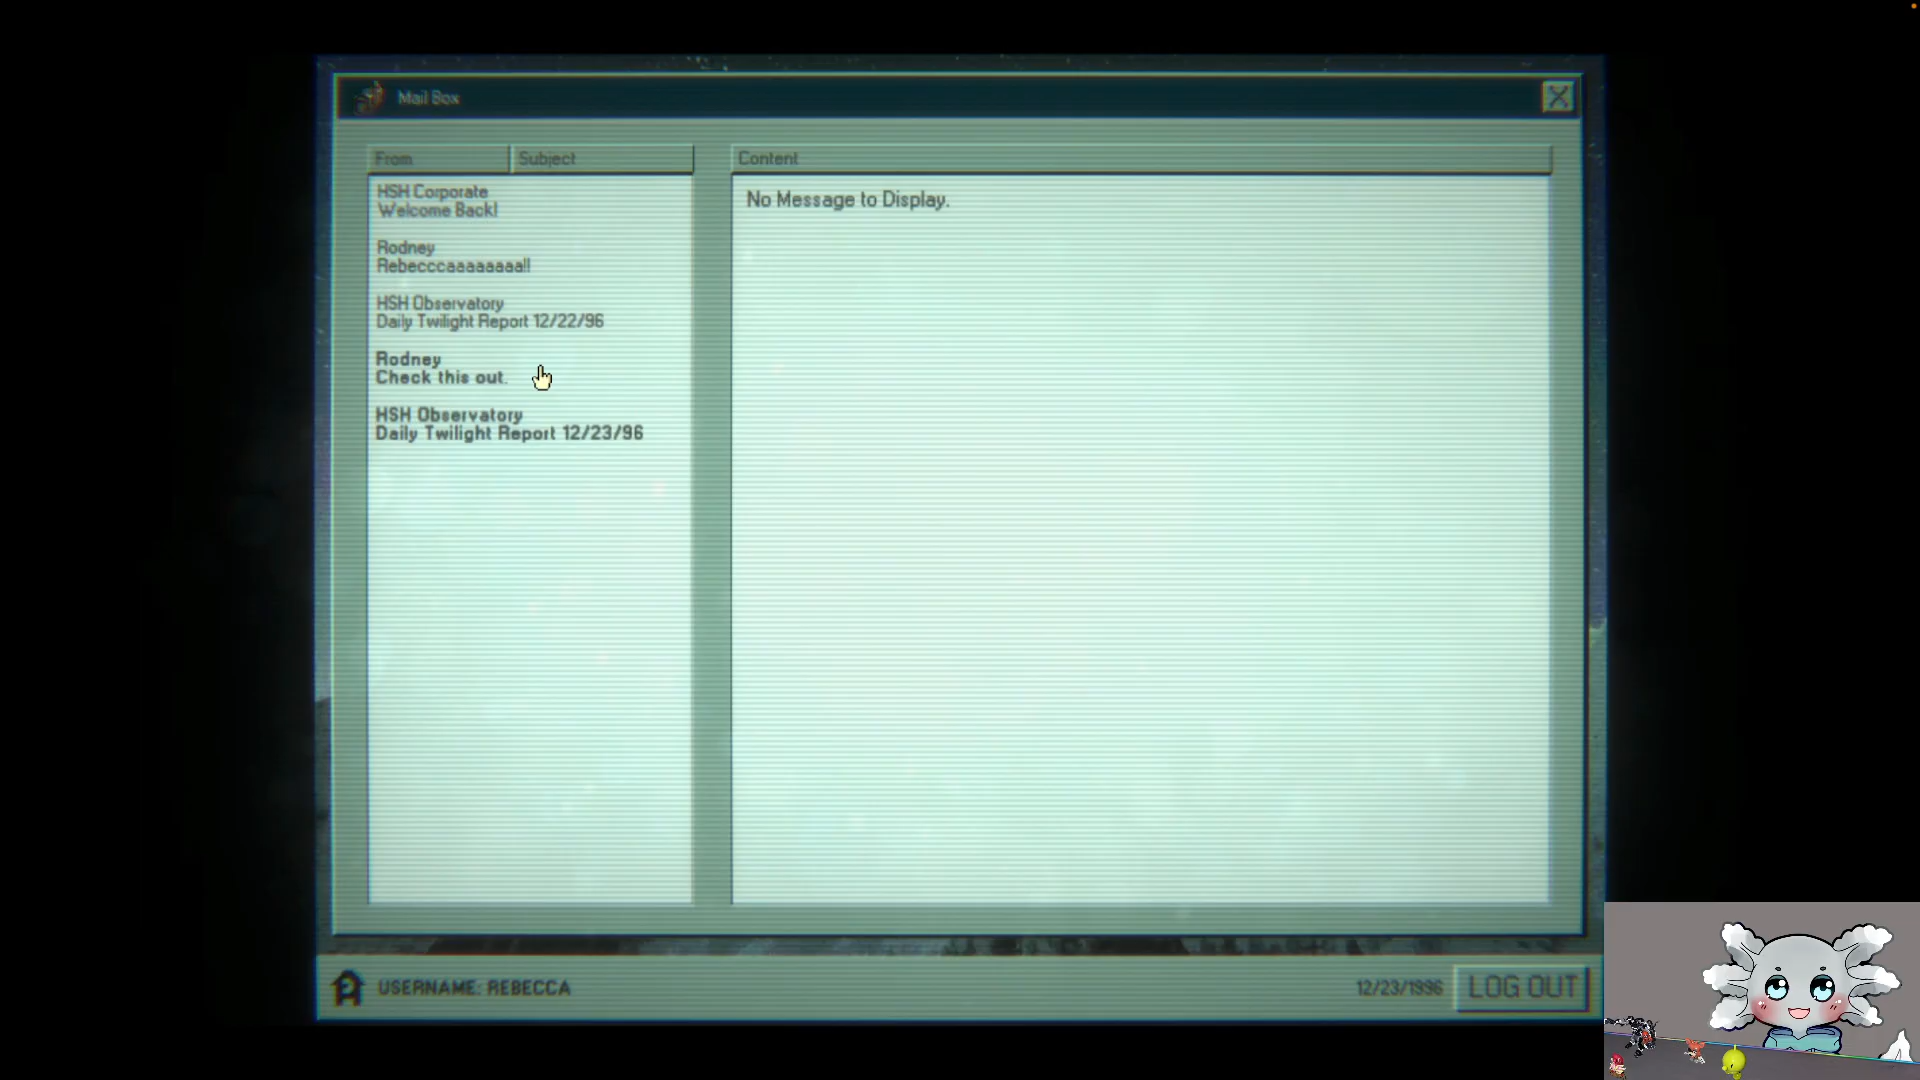 Mail Box
From
Subject
Content
HSH Corporate
Welcome Back!
Rodney
Rebecccaaaaaaaa!!
HSH Observatory
Daily Twilight Report 12/22/96
Rodney
Check this out.
HSH Observatory
Daily Twilight Report 12/23/96
No Message to Display.
USERNAME: REBECCA
12/23/1996
LOG OUT